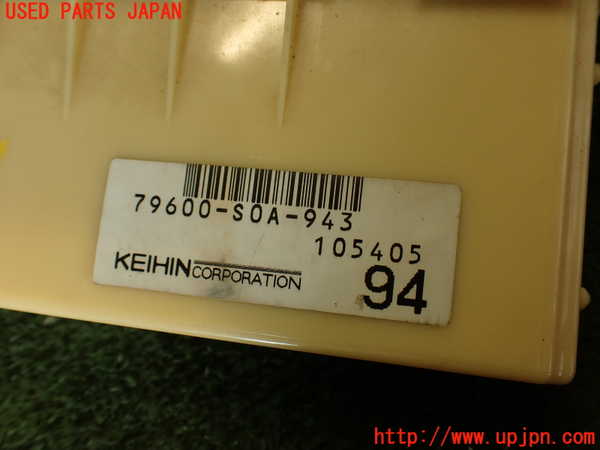 USED PARTS JAPAN
79600-S0A-943
105405
KEIHIN CORPORATION
94
http://www.upjpn.com/